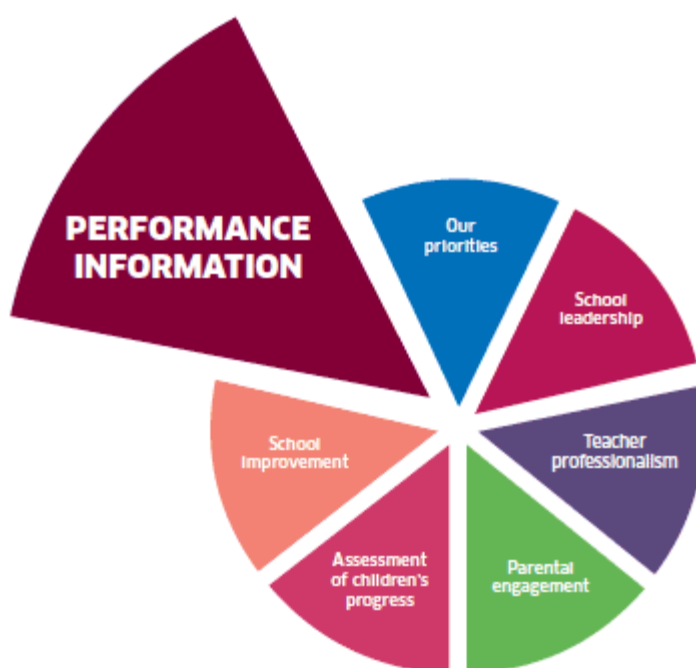 PERFORMANCE
INFORMATION
Our
priorities
School
leadership
Teacher
professionalism
Parental
engagement
Assessment
of children's
progress
School
improvement